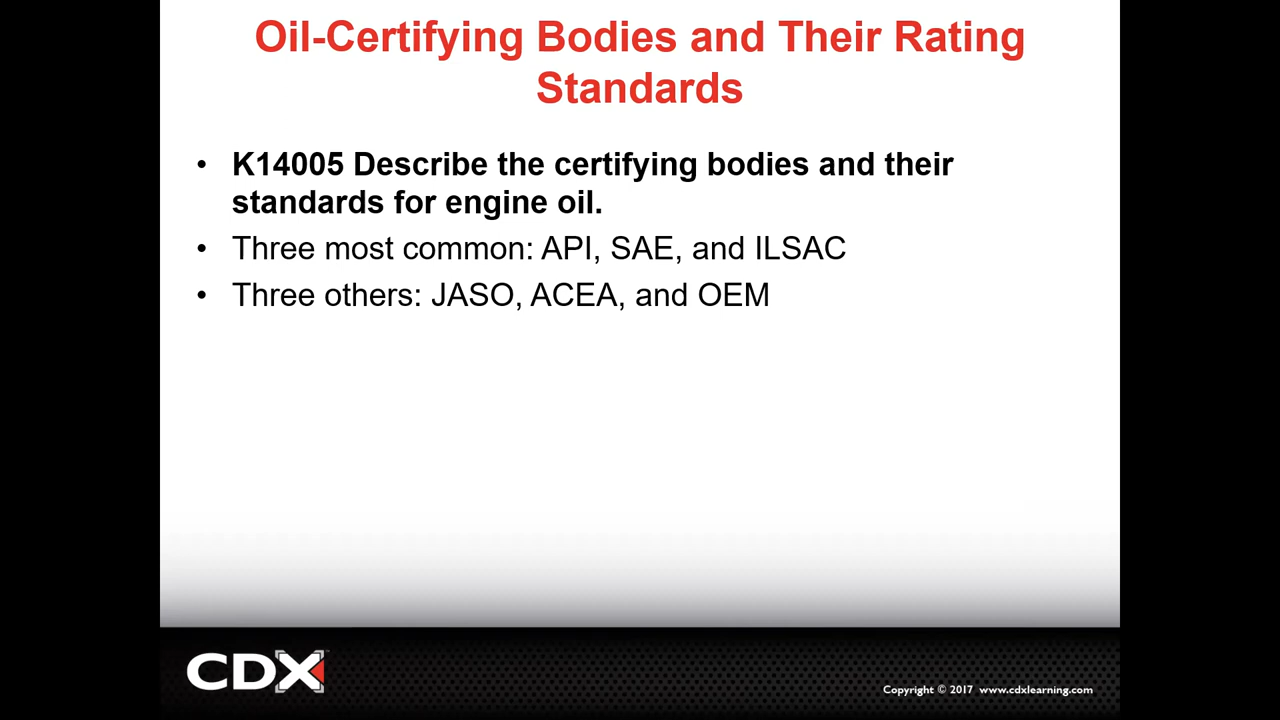 Oil-Certifying Bodies and Their Rating
Standards
• K14005 Describe the certifying bodies and their
standards for engine oil.
• Three most common: API, SAE, and ILSAC
• Three others: JASO, ACEA, and OEM
CDX
Copyright © 2017 www.cdxlearning.com